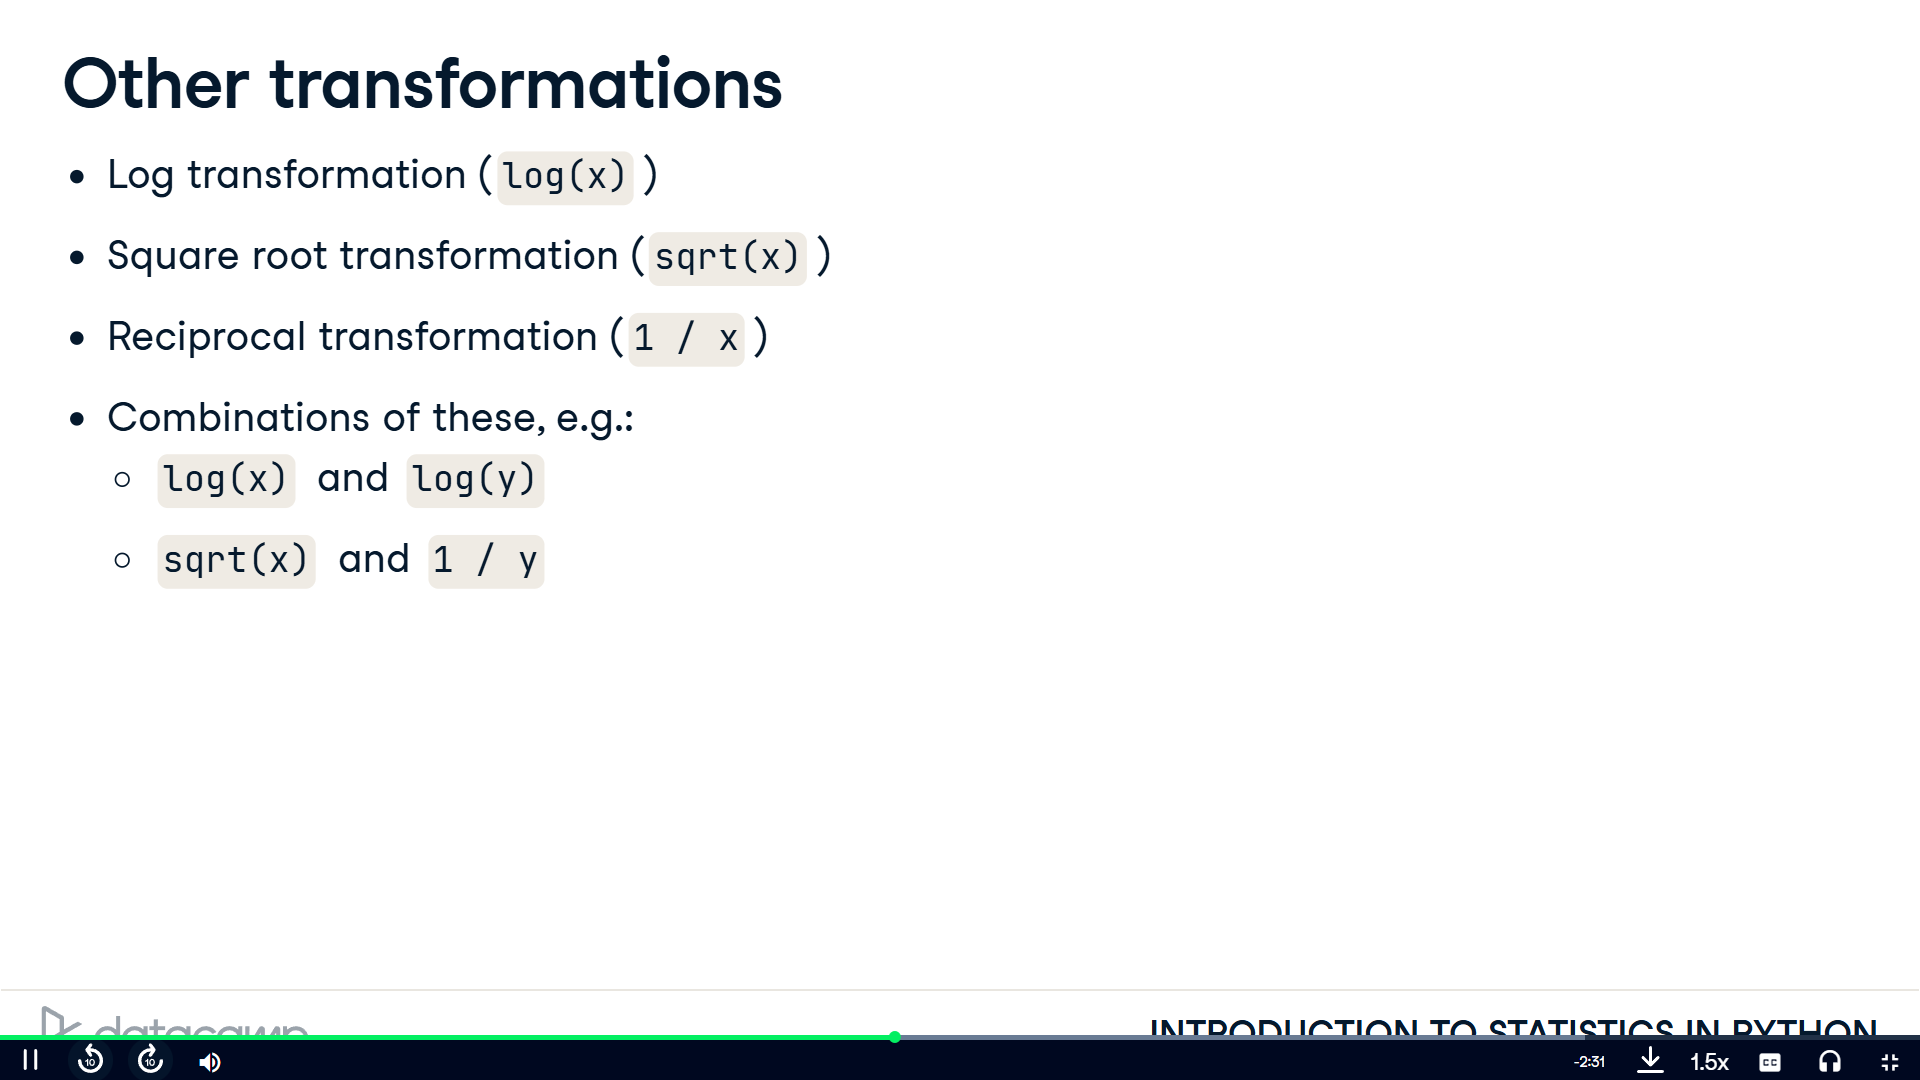 Other transformations
• Log transformation ( log(x) )
• Square root transformation ( sqrt(x) )
• Reciprocal transformation ( 1 / x )
• Combinations of these, e.g.:
○ log(x) and log(y)
○ sqrt(x) and 1 / y
datacamp
INTRODUCTION TO STATISTICS IN PYTHON
10 10 -2:31 1.5x CC